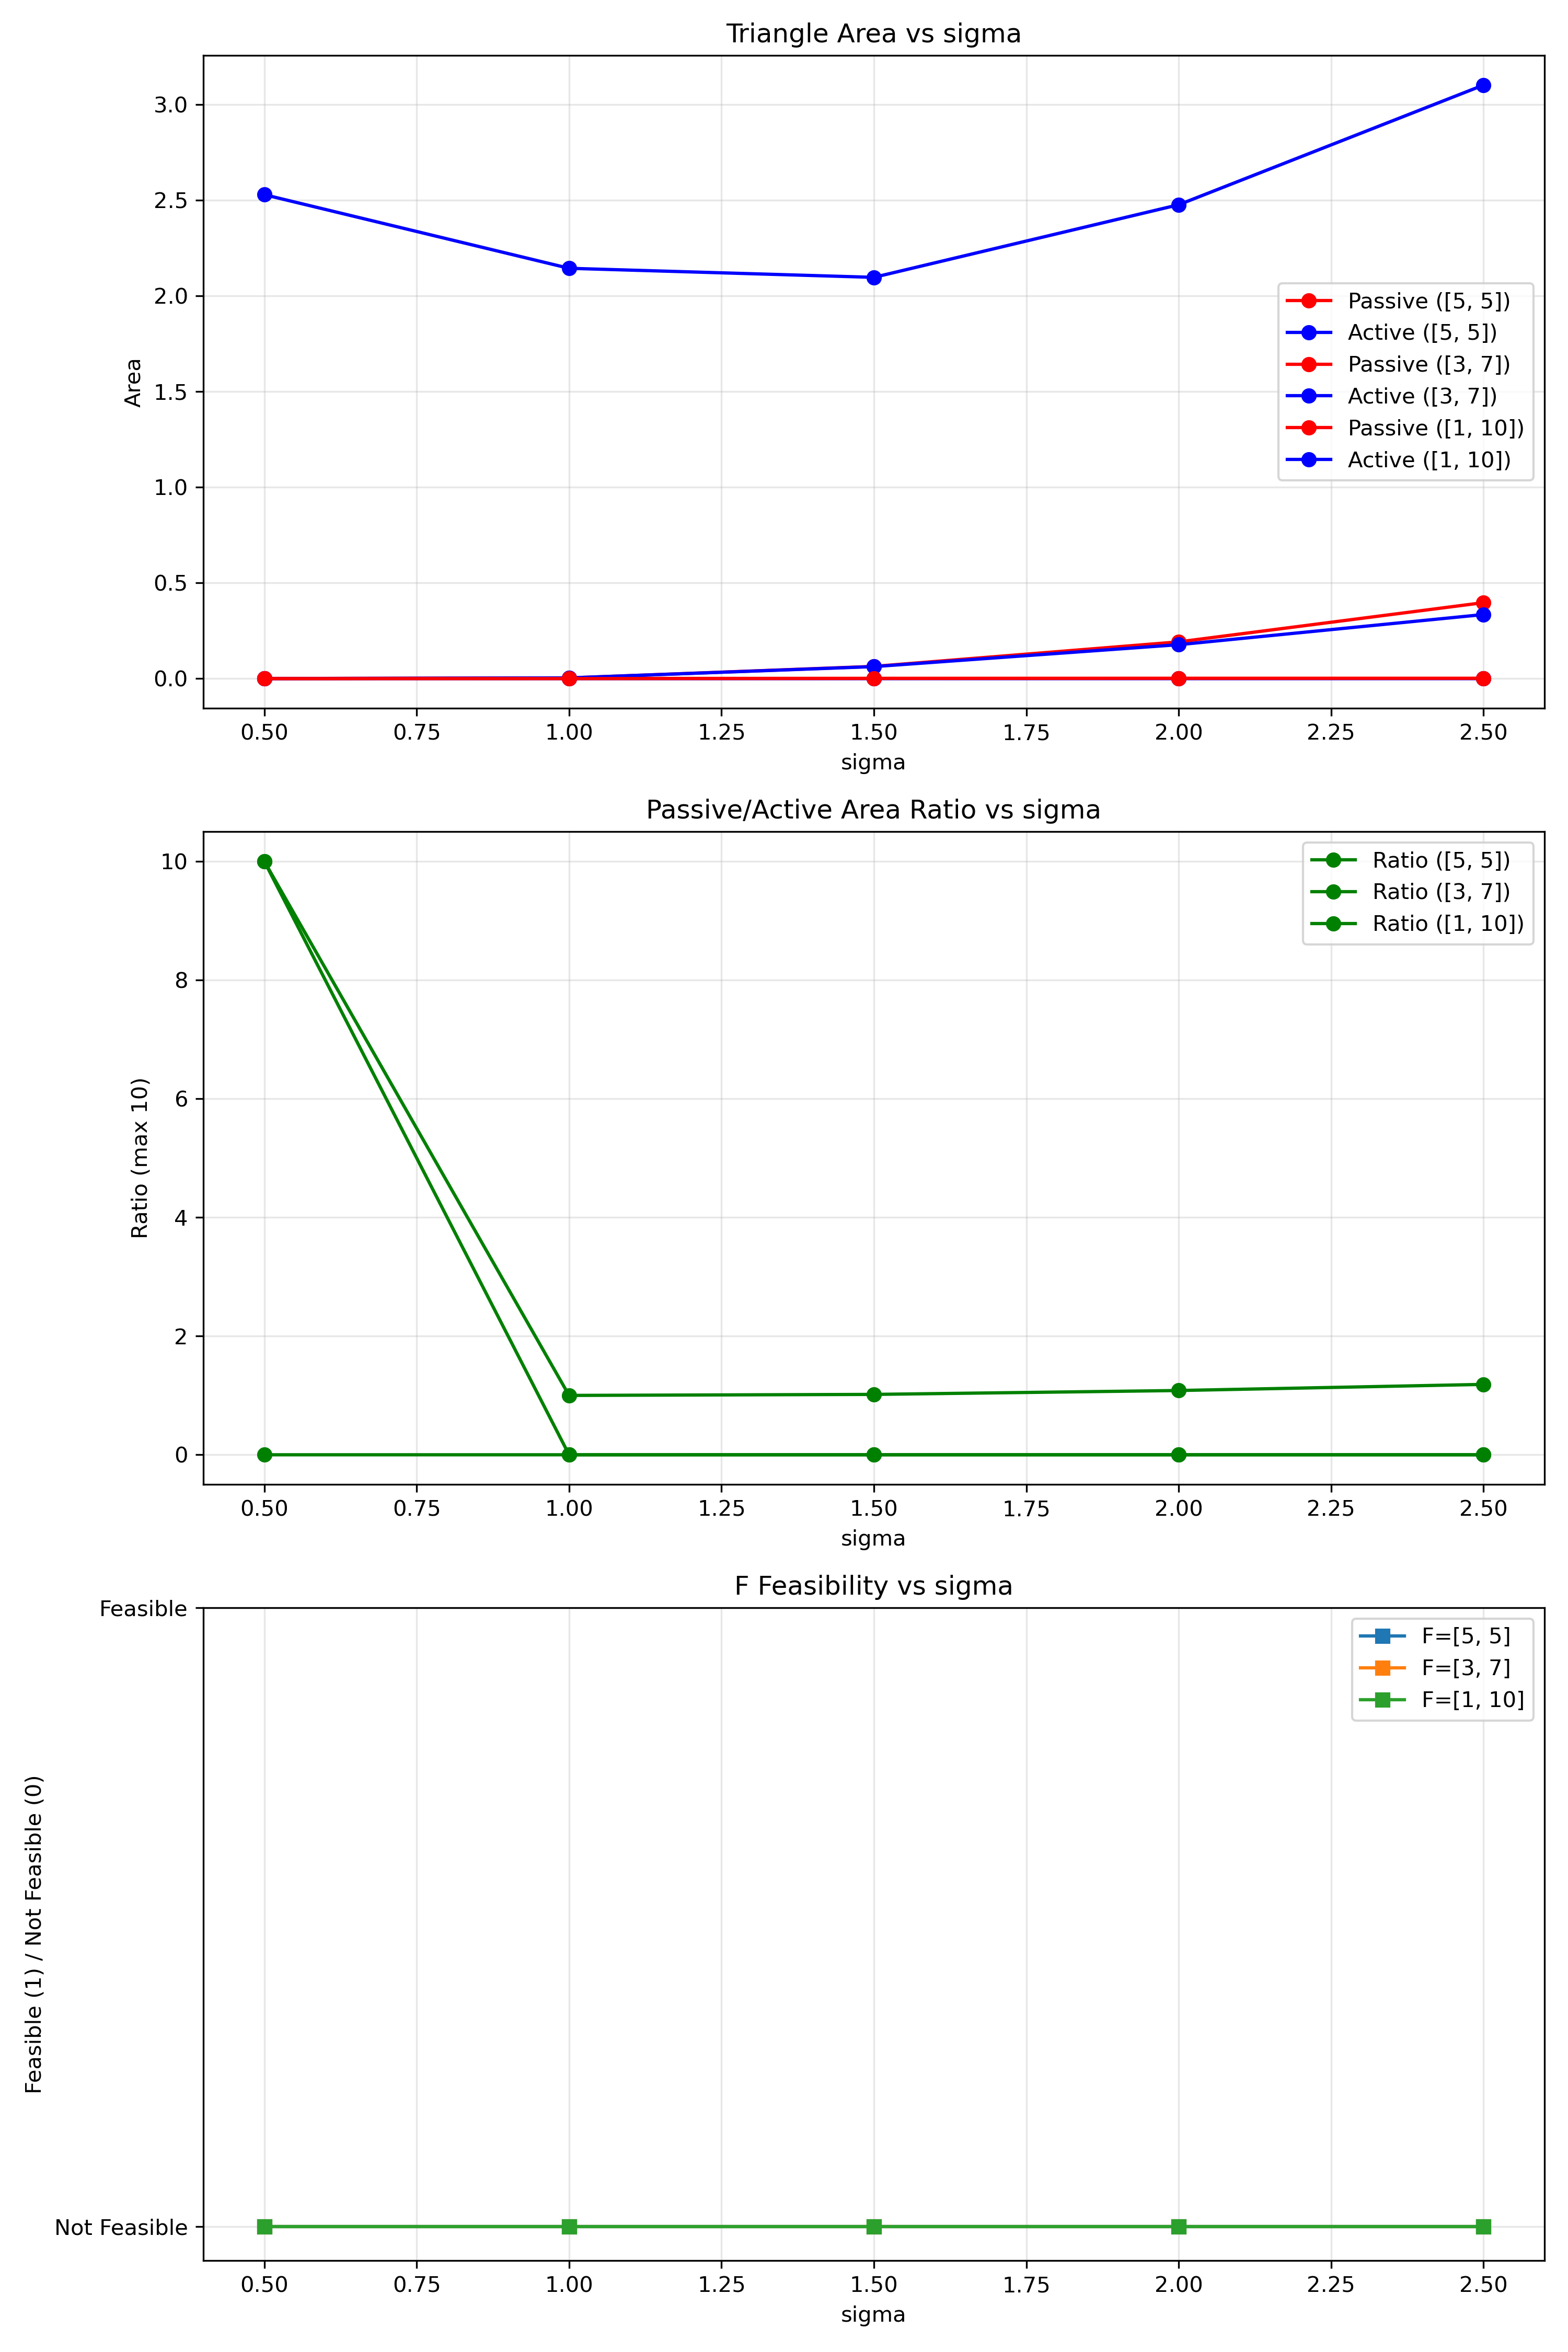 Triangle Area vs sigma
Area
3.0
2.5
2.0
1.5
1.0
0.5
0.0
Passive ([5, 5])
Active ([5, 5])
Passive ([3, 7])
Active ([3, 7])
Passive ([1, 10])
Active ([1, 10])
0.50 0.75 1.00 1.25 1.50 1.75 2.00 2.25 2.50
sigma
Passive/Active Area Ratio vs sigma
Ratio (max 10)
10
8
6
4
2
0
Ratio ([5, 5])
Ratio ([3, 7])
Ratio ([1, 10])
0.50 0.75 1.00 1.25 1.50 1.75 2.00 2.25 2.50
sigma
F Feasibility vs sigma
Feasible (1) / Not Feasible (0)
Feasible
Not Feasible
F=[5, 5]
F=[3, 7]
F=[1, 10]
0.50 0.75 1.00 1.25 1.50 1.75 2.00 2.25 2.50
sigma